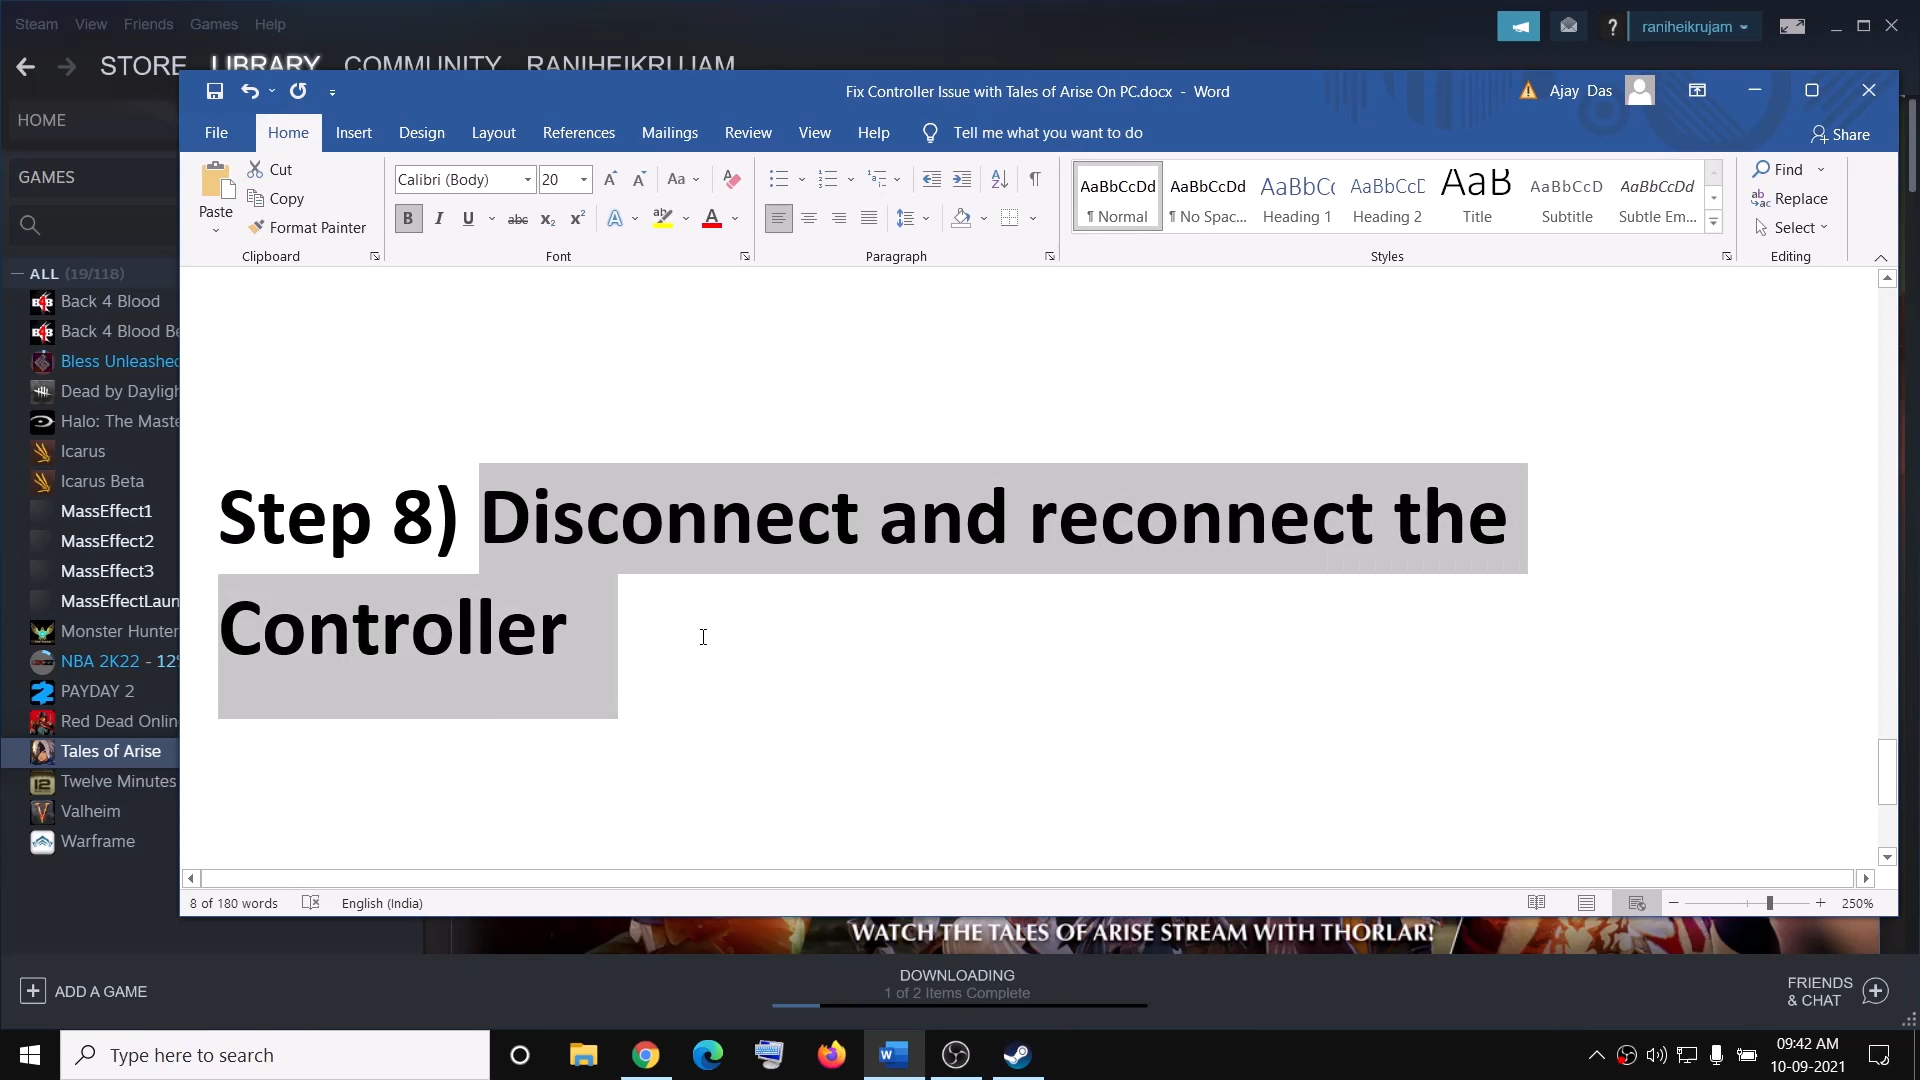 Steam View Friends Games Help
raniheikrujam
STORE LIBRARY COMMUNITY RANIHEIKRUJAM
Fix Controller Issue with Tales of Arise On PC.docx - Word
Ajay Das
File Home Insert Design Layout References Mailings Review View Help Tell me what you want to do
Share
Paste
Cut
Copy
Format Painter
Clipboard
Calibri (Body) 20
Font
Paragraph
AaBbCcDd AaBbCcDd AaBbCc AaBbCcD AaB AaBbCcD AaBbCcDd
¶ Normal ¶ No Spac... Heading 1 Heading 2 Title Subtitle Subtle Em...
Styles
Find
Replace
Select
Editing
HOME
GAMES
ALL (19/118)
Back 4 Blood
Back 4 Blood Be
Bless Unleashed
Dead by Dayligh
Halo: The Maste
Icarus
Icarus Beta
MassEffect1
MassEffect2
MassEffect3
MassEffectLaun
Monster Hunter
NBA 2K22 - 12%
PAYDAY 2
Red Dead Onlin
Tales of Arise
Twelve Minutes
Valheim
Warframe
Step 8) Disconnect and reconnect the
Controller
8 of 180 words English (India)
250%
WATCH THE TALES OF ARISE STREAM WITH THORLAR!
ADD A GAME
DOWNLOADING
1 of 2 Items Complete
FRIENDS
& CHAT
Type here to search
09:42 AM
10-09-2021